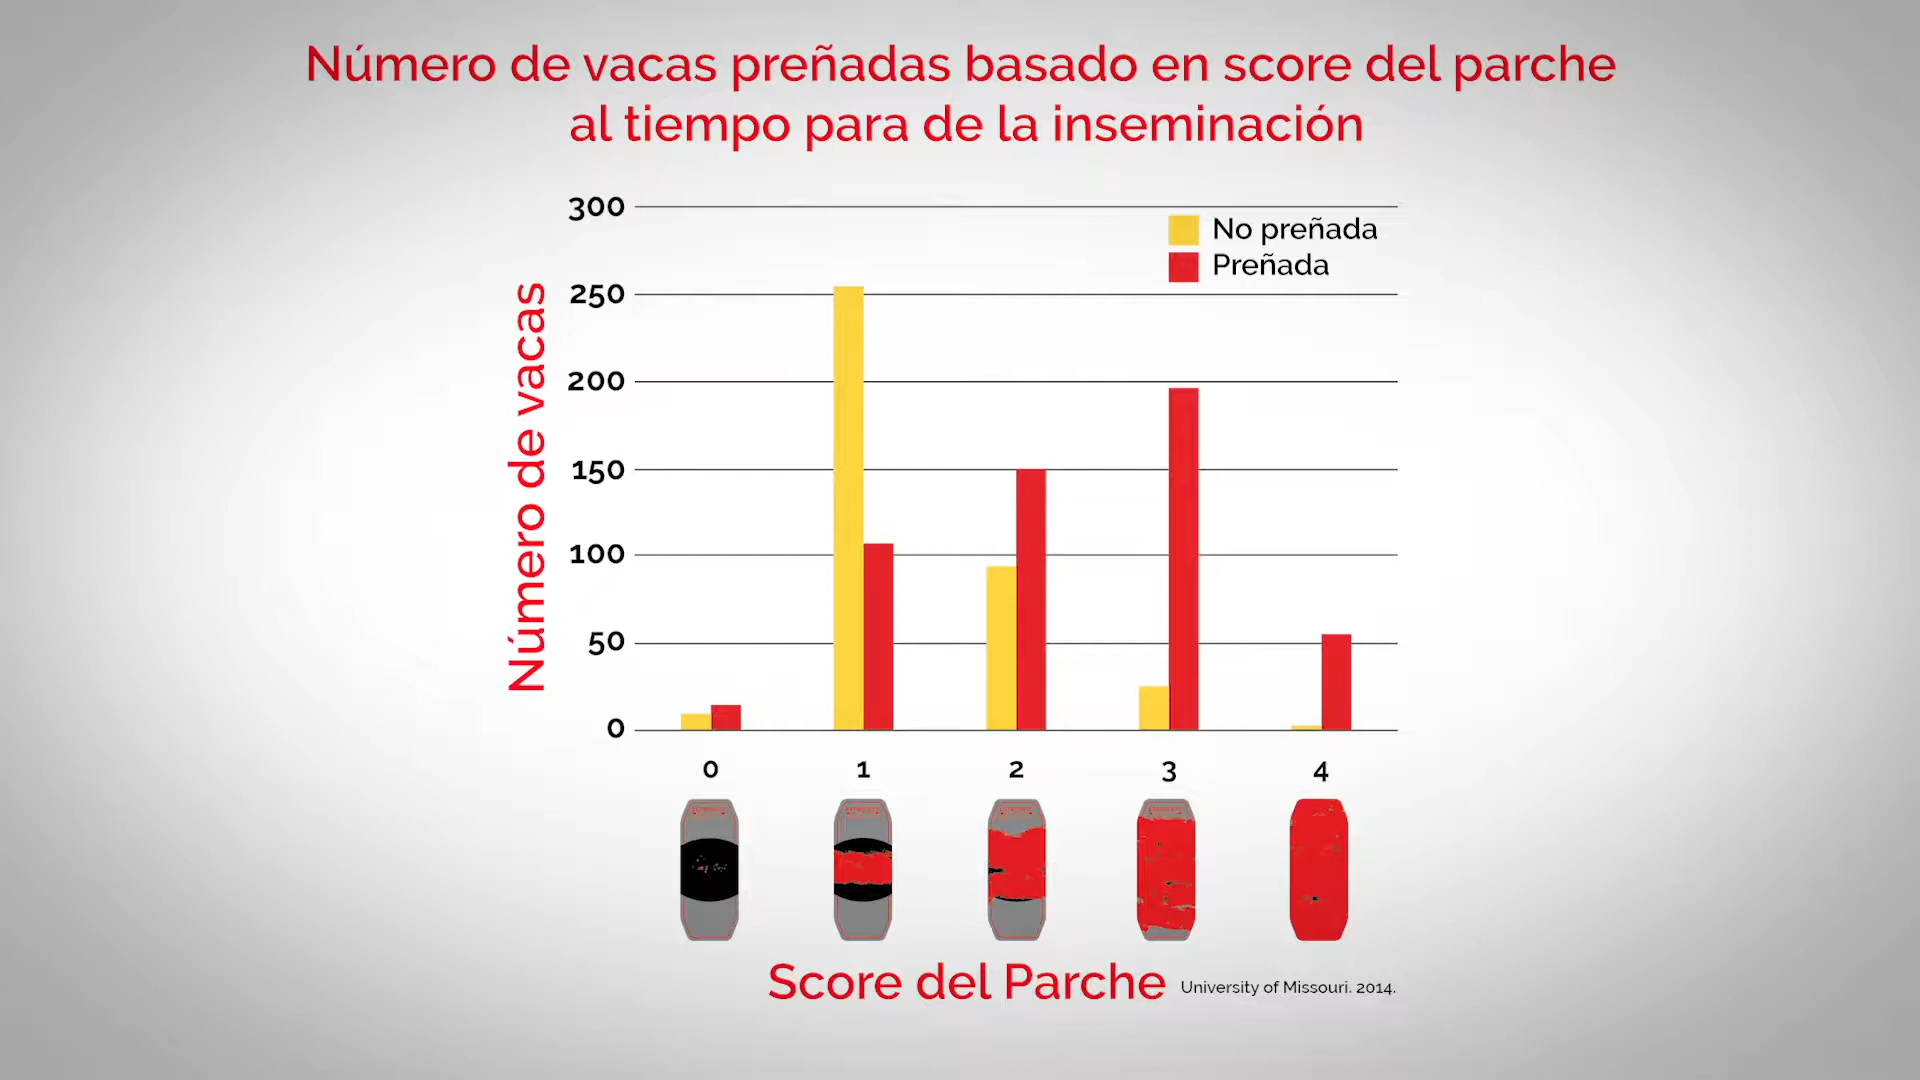 Número de vacas preñadas basado en score del parche
al tiempo para de la inseminación
300
No preñada
Preñada
250
200
150
100
50
0
Número de vacas
0 1 2 3 4
Score del Parche
University of Missouri. 2014.